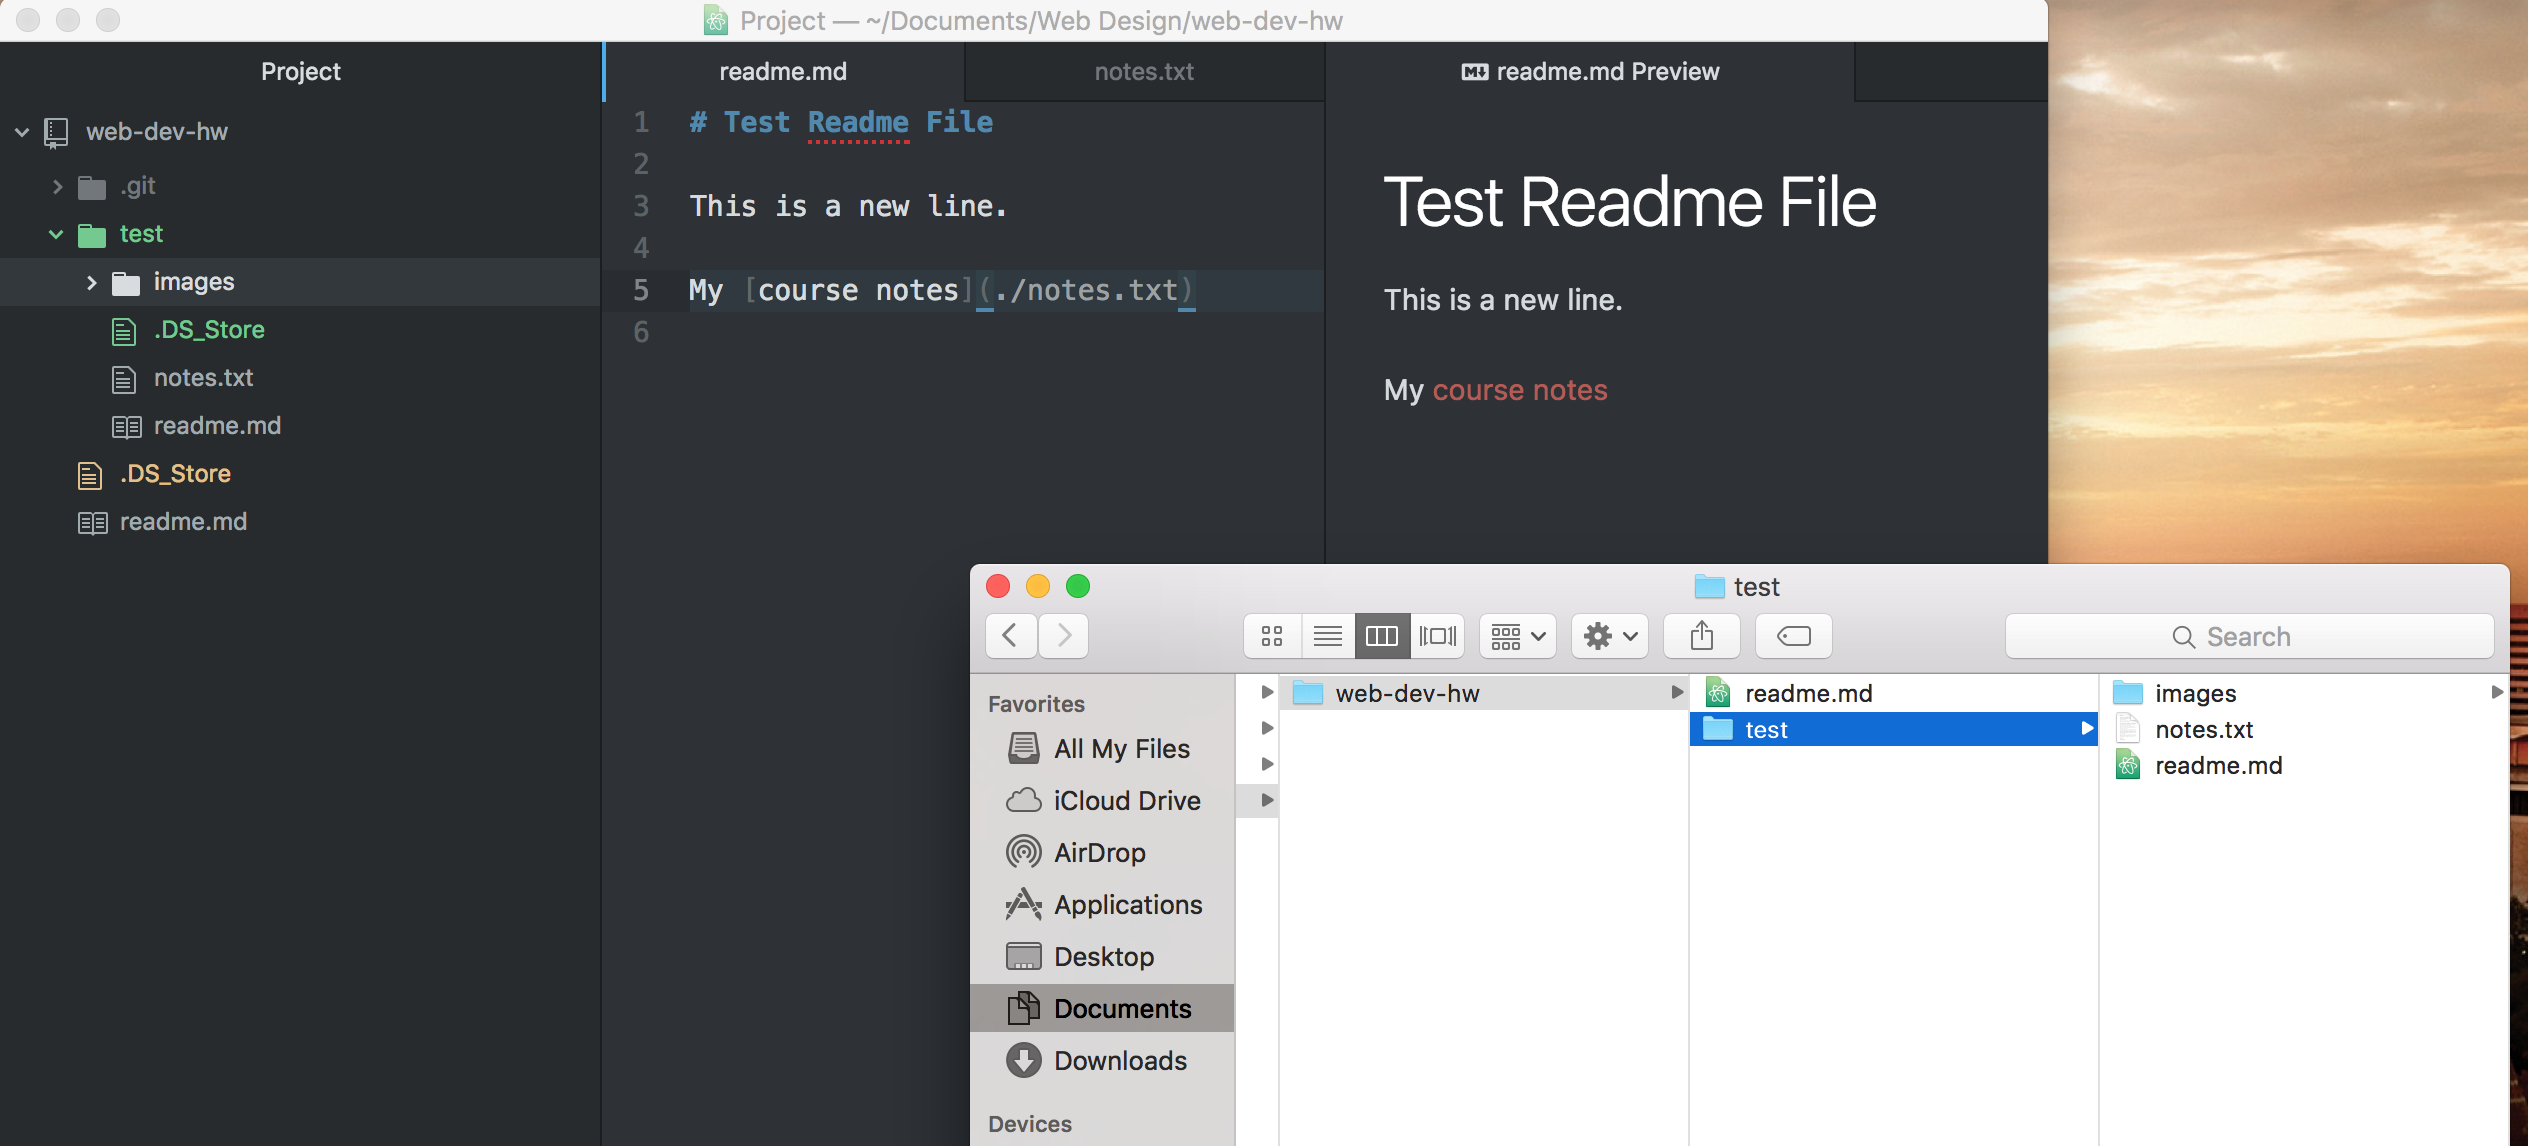 Project — ~/Documents/Web Design/web-dev-hw
Project
web-dev-hw
.git
test
images
.DS_Store
notes.txt
readme.md
.DS_Store
readme.md
readme.md
notes.txt
readme.md Preview
1 # Test Readme File
2
3 This is a new line.
4
5 My [course notes](./notes.txt)
6
Test Readme File
This is a new line.
My course notes
test
Search
Favorites
All My Files
iCloud Drive
AirDrop
Applications
Desktop
Documents
Downloads
Devices
web-dev-hw
readme.md
test
images
notes.txt
readme.md